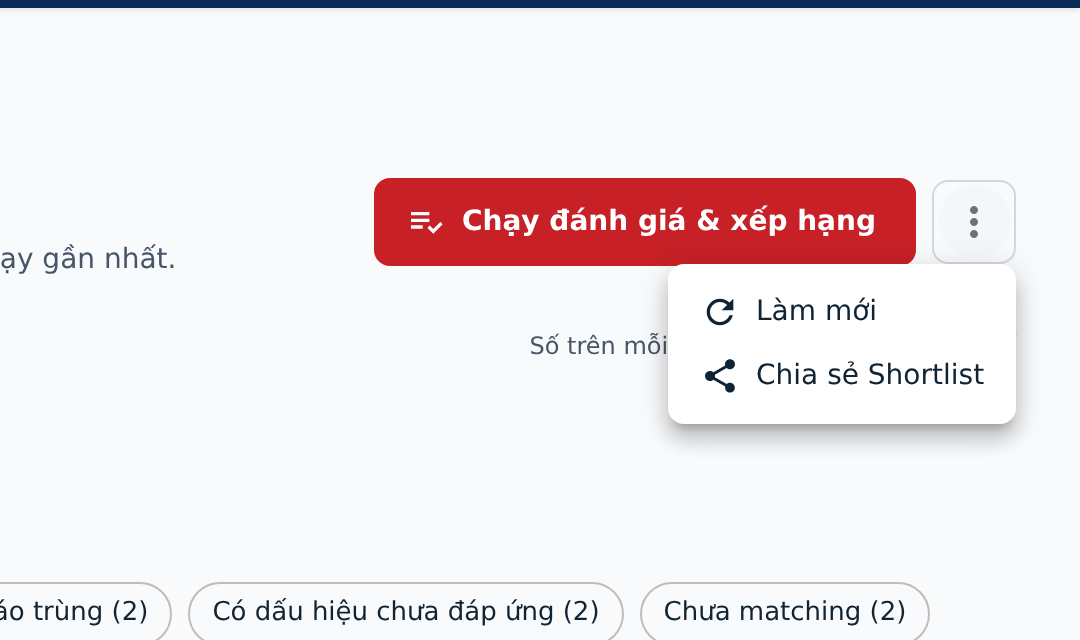 Chạy đánh giá & xếp hạng
ạy gần nhất.
Làm mới
Số trên mỗi
Chia sẻ Shortlist
áo trùng (2)
Có dấu hiệu chưa đáp ứng (2)
Chưa matching (2)